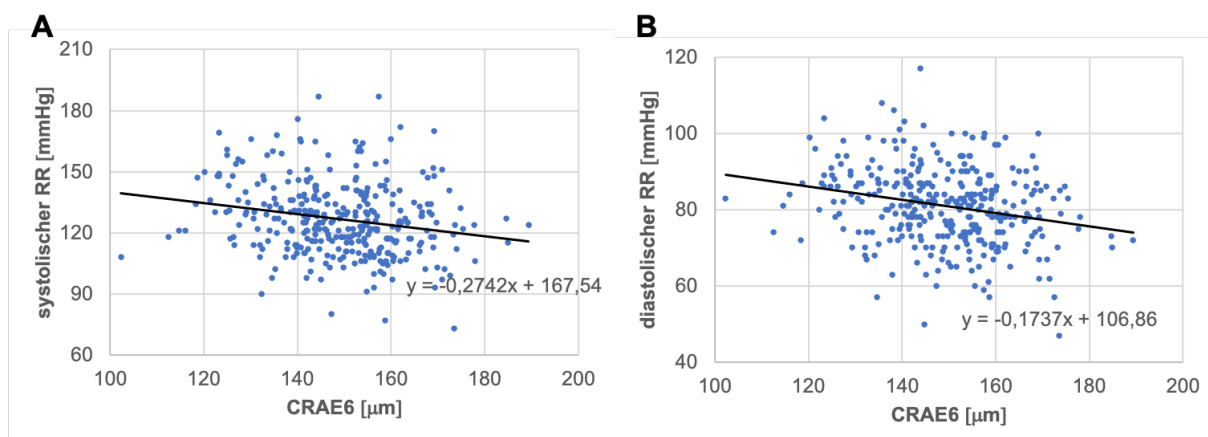 A
systolischer RR [mmHg]
210
180
150
120
90
60
y = -0,2742x + 167,54
100 120 140 160 180 200
CRAE6 [μm]
B
diastolischer RR [mmHg]
120
100
80
60
40
y = -0,1737x + 106,86
100 120 140 160 180 200
CRAE6 [μm]